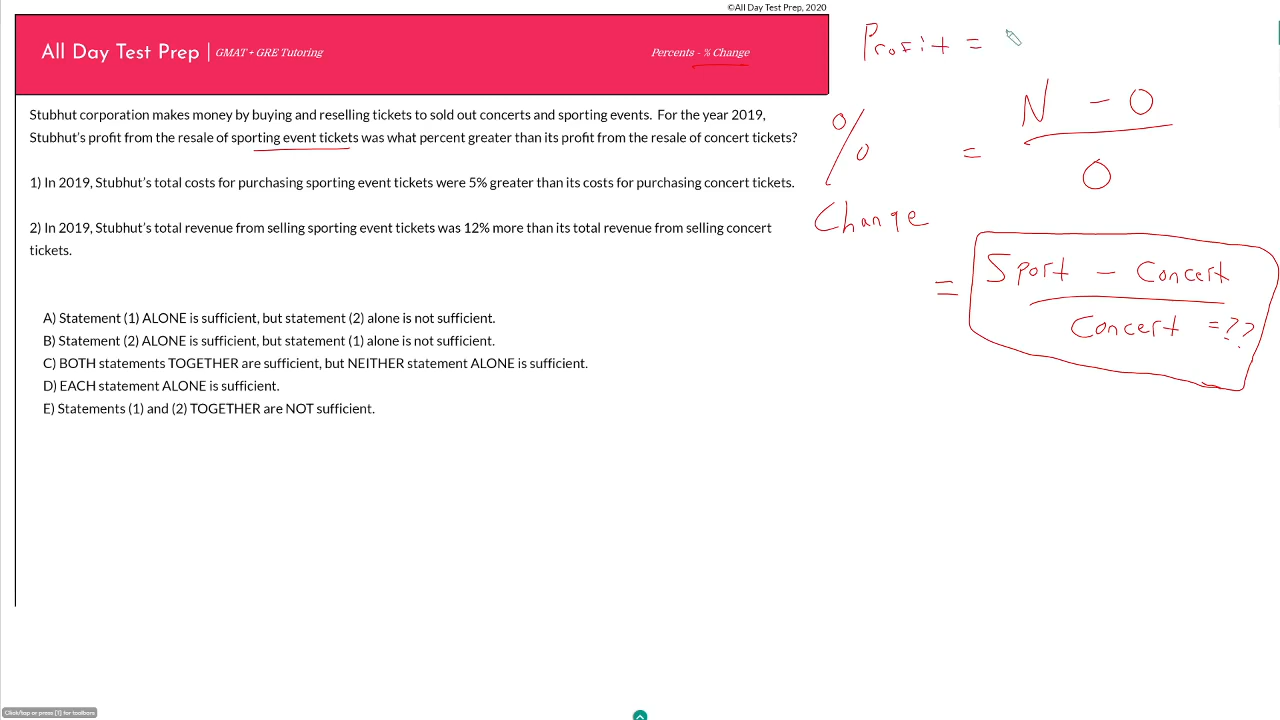 ©All Day Test Prep, 2020
All Day Test Prep | GMAT + GRE Tutoring
Percents - % Change
Stubhut corporation makes money by buying and reselling tickets to sold out concerts and sporting events. For the year 2019,
Stubhut's profit from the resale of sporting event tickets was what percent greater than its profit from the resale of concert tickets?
1) In 2019, Stubhut's total costs for purchasing sporting event tickets were 5% greater than its costs for purchasing concert tickets.
2) In 2019, Stubhut's total revenue from selling sporting event tickets was 12% more than its total revenue from selling concert
tickets.
A) Statement (1) ALONE is sufficient, but statement (2) alone is not sufficient.
B) Statement (2) ALONE is sufficient, but statement (1) alone is not sufficient.
C) BOTH statements TOGETHER are sufficient, but NEITHER statement ALONE is sufficient.
D) EACH statement ALONE is sufficient.
E) Statements (1) and (2) TOGETHER are NOT sufficient.
Profit =
N - O
% =
O
Change
= Sport - Concert
Concert = ??
Click/tap or press [T] for toolbars